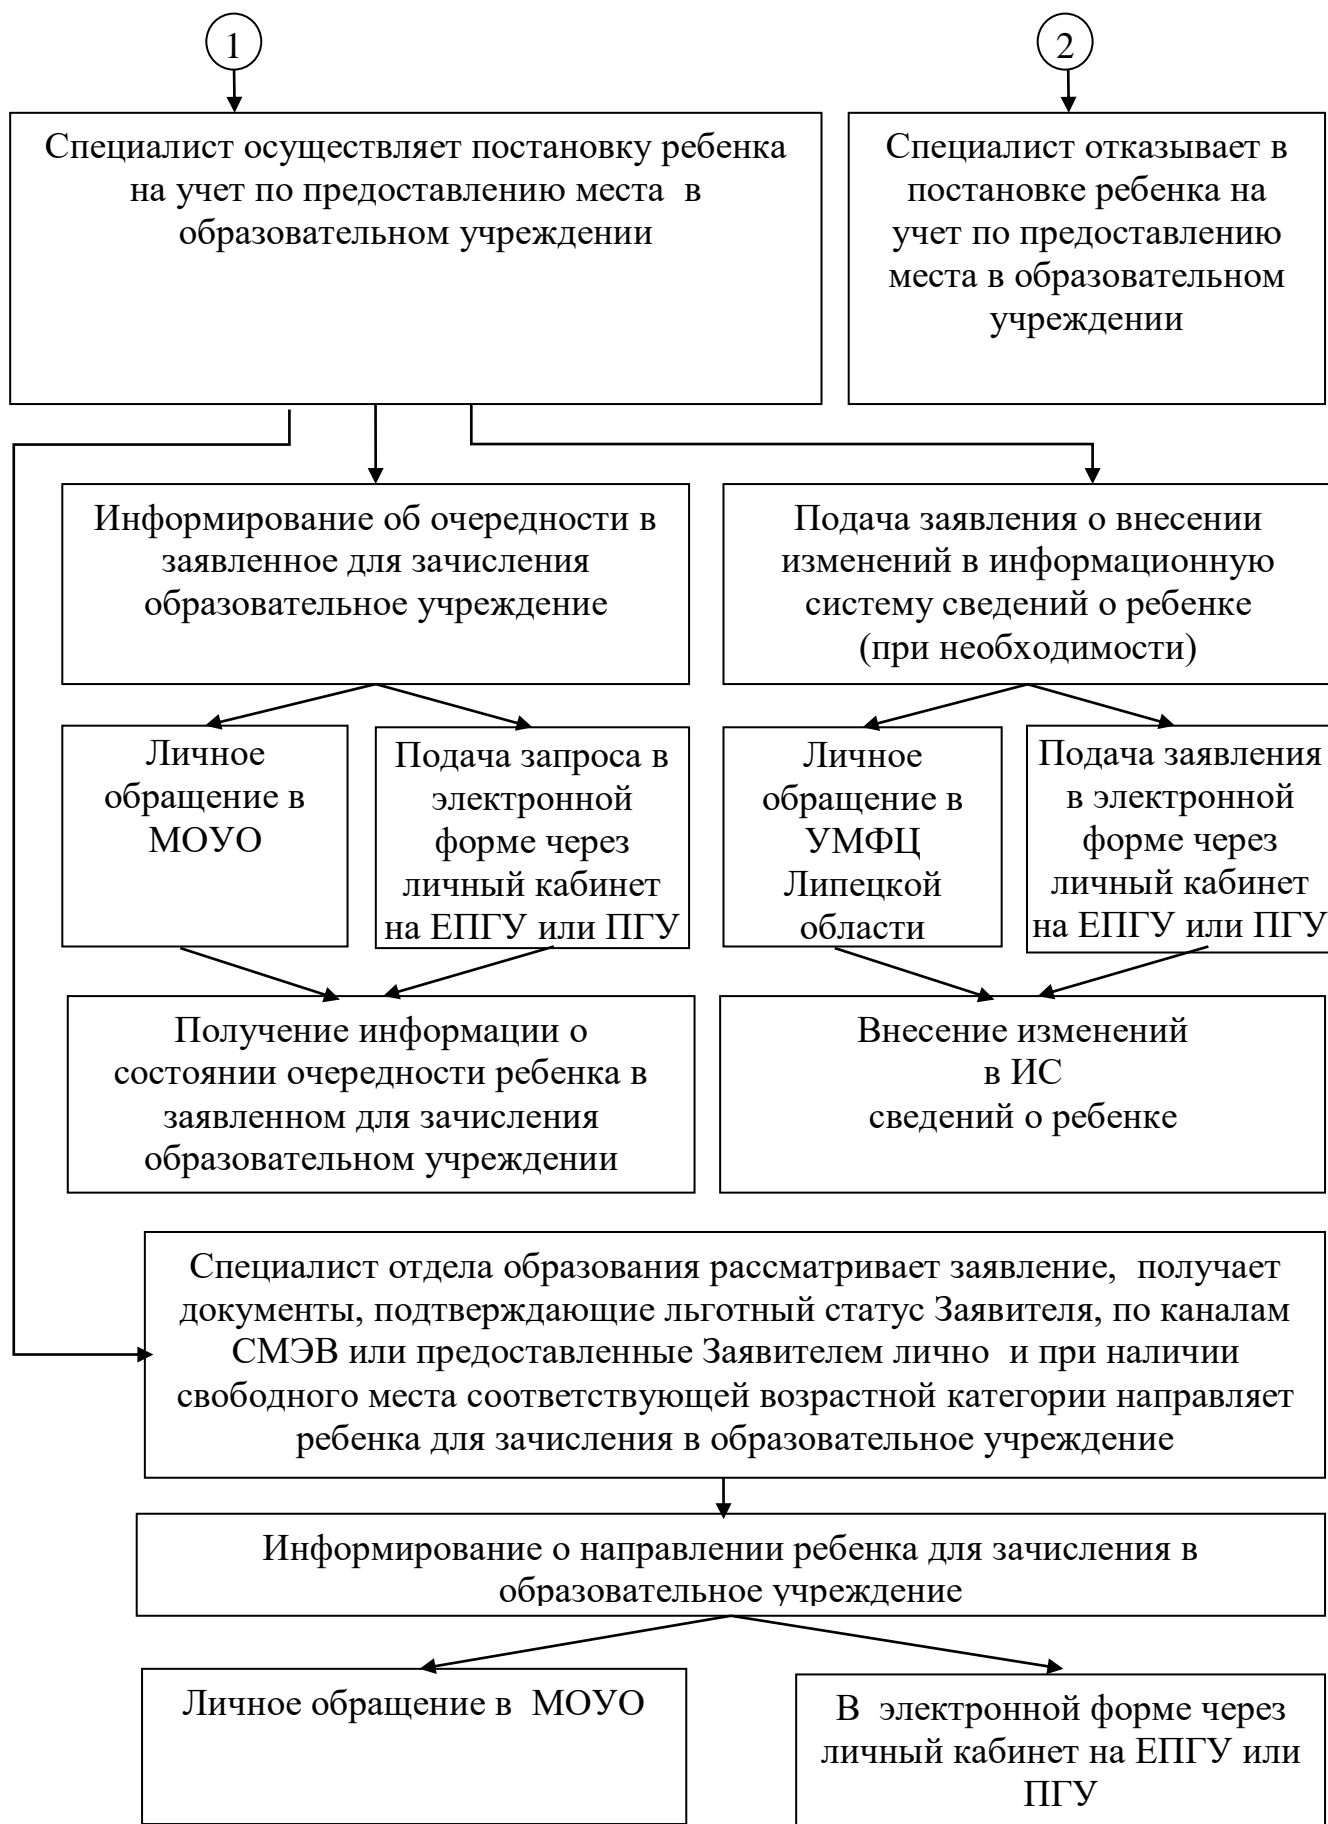 1
2
Специалист осуществляет постановку ребенка
на учет по предоставлению места в
образовательном учреждении
Специалист отказывает в
постановке ребенка на
учет по предоставлению
места в образовательном
учреждении
Информирование об очередности в
заявленное для зачисления
образовательное учреждение
Подача заявления о внесении
изменений в информационную
систему сведений о ребенке
(при необходимости)
Личное
обращение в
МОУО
Подача запроса в
электронной
форме через
личный кабинет
на ЕПГУ или ПГУ
Личное
обращение в
УМФЦ
Липецкой
области
Подача заявления
в электронной
форме через
личный кабинет
на ЕПГУ или ПГУ
Получение информации о
состоянии очередности ребенка в
заявленном для зачисления
образовательном учреждении
Внесение изменений
в ИС
сведений о ребенке
Специалист отдела образования рассматривает заявление, получает
документы, подтверждающие льготный статус Заявителя, по каналам
СМЭВ или предоставленные Заявителем лично и при наличии
свободного места соответствующей возрастной категории направляет
ребенка для зачисления в образовательное учреждение
Информирование о направлении ребенка для зачисления в
образовательное учреждение
Личное обращение в МОУО
В электронной форме через
личный кабинет на ЕПГУ или
ПГУ